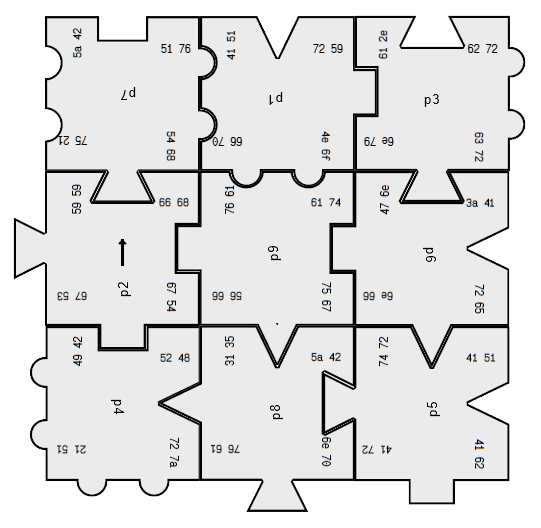 5a 42 51 76 41 51 72 59 61 2e 62 72
p7 p1 p3
75 21 54 68 66 70 4e 6f 6e 79 63 72
59 59 66 68 76 61 61 74 47 6e 3a 41
p2 p9 p6
67 53 67 54 56 66 75 67 6e 66 72 65
49 42 52 48 31 35 5a 42 74 72 41 51
p4 p8 p5
21 51 72 7a 76 61 6e 70 41 72 41 62